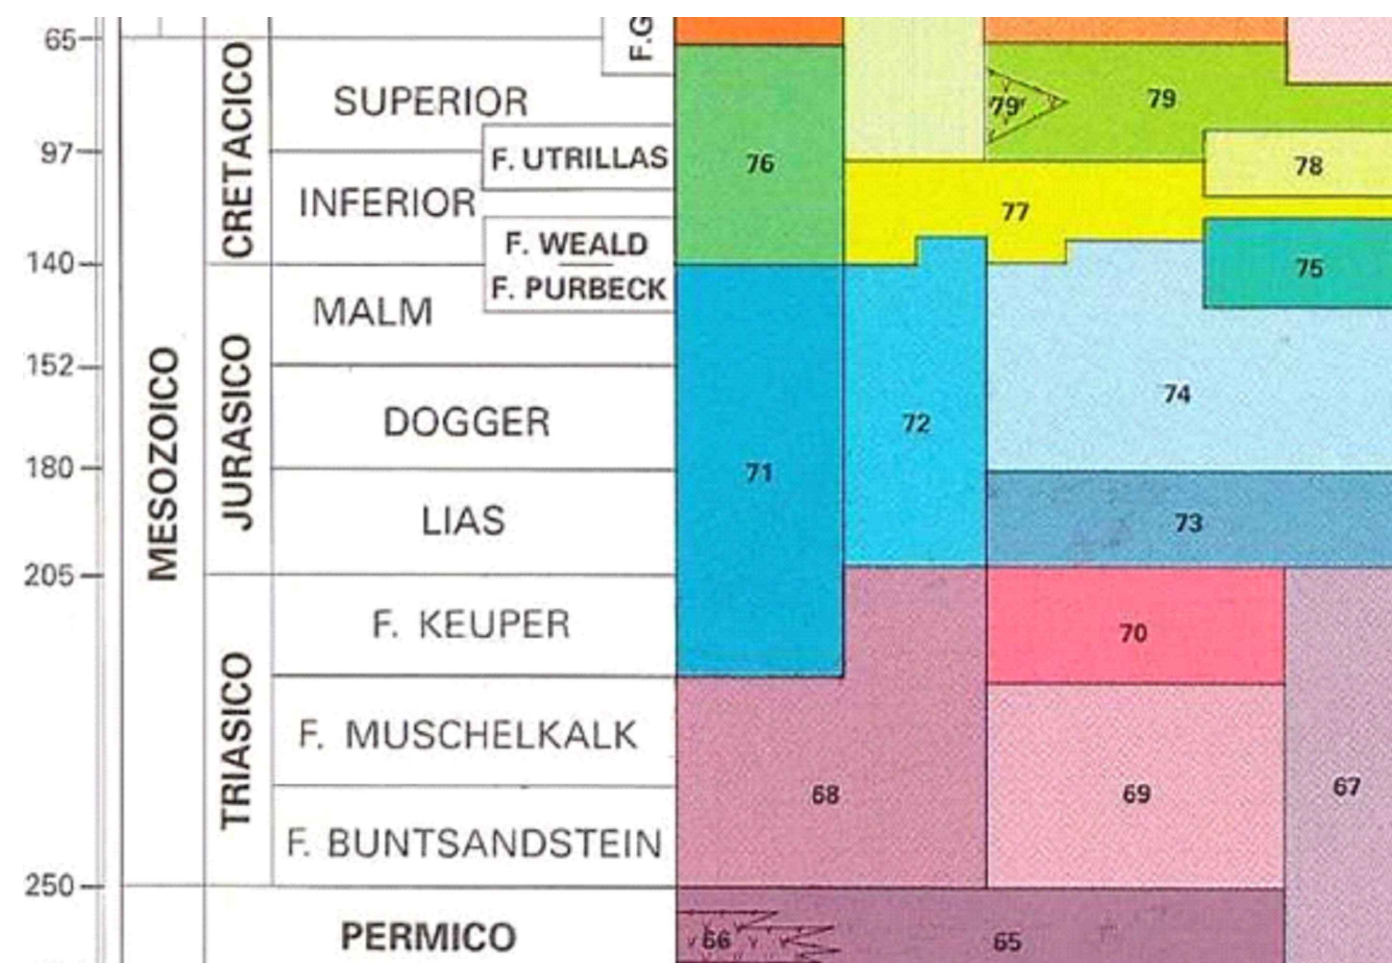 65
97
140
152
180
205
250
MESOZOICO
CRETACICO
JURASICO
TRIASICO
F.G
SUPERIOR
F. UTRILLAS
INFERIOR
F. WEALD
F. PURBECK
MALM
DOGGER
LIAS
F. KEUPER
F. MUSCHELKALK
F. BUNTSANDSTEIN
PERMICO
79'
79
76
78
77
75
74
72
71
73
70
68
69
67
66
65